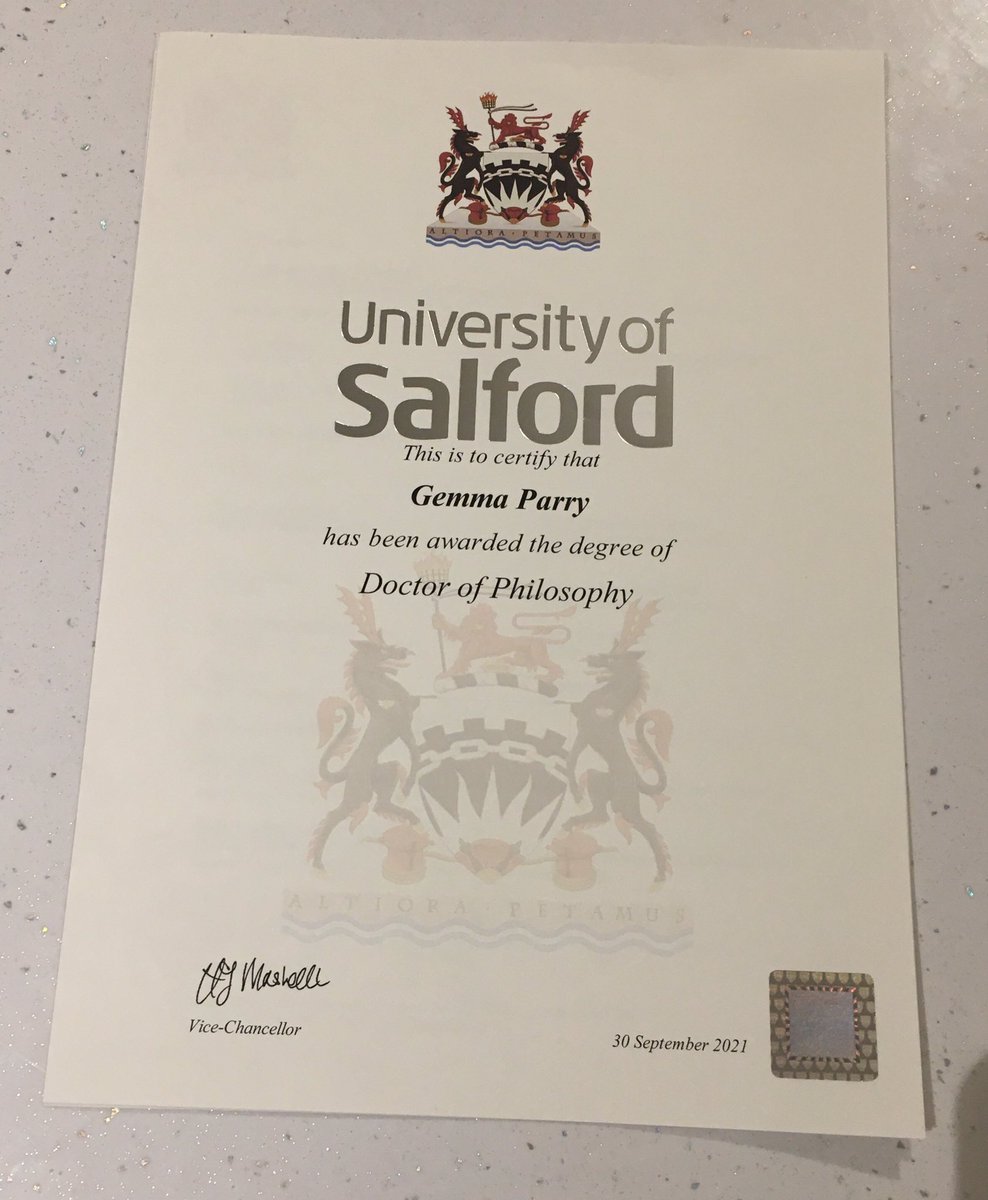 ALTIORA · PETAMUS
University of
Salford
This is to certify that
Gemma Parry
has been awarded the degree of
Doctor of Philosophy
ALTIORA · PETAMUS
Vice-Chancellor
30 September 2021